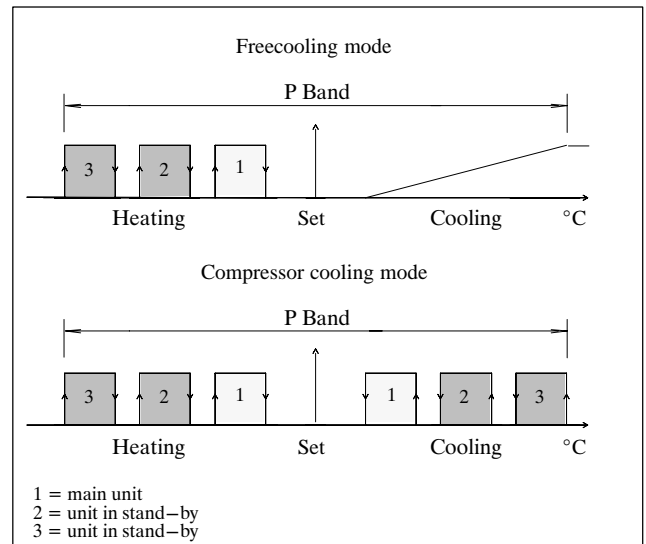 Freecooling mode
P Band
3 2 1
Heating Set Cooling °C
Compressor cooling mode
P Band
3 2 1 1 2 3
Heating Set Cooling °C
1 = main unit
2 = unit in stand−by
3 = unit in stand−by